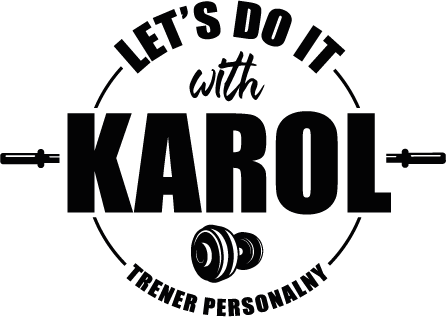 LET'S DO IT
with
KAROL
TRENER PERSONALNY